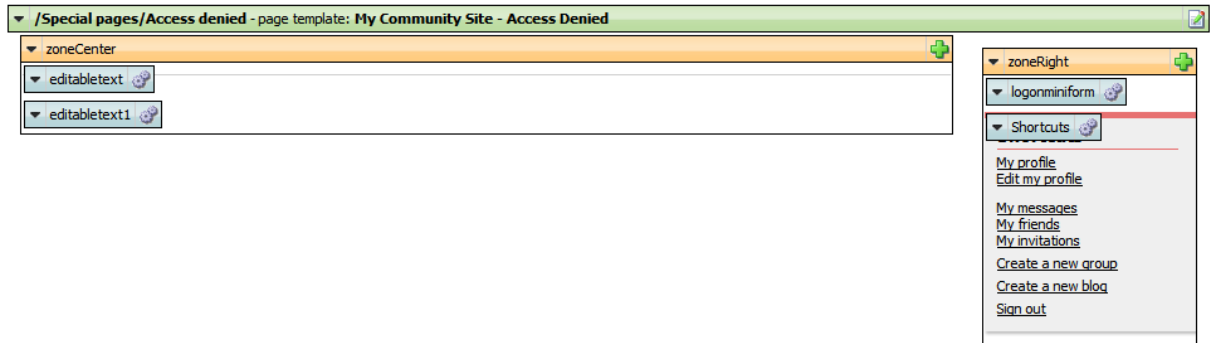 /Special pages/Access denied - page template: My Community Site - Access Denied
zoneCenter
editabletext
editabletext1
zoneRight
logonminiform
Shortcuts
My profile
Edit my profile
My messages
My friends
My invitations
Create a new group
Create a new blog
Sign out